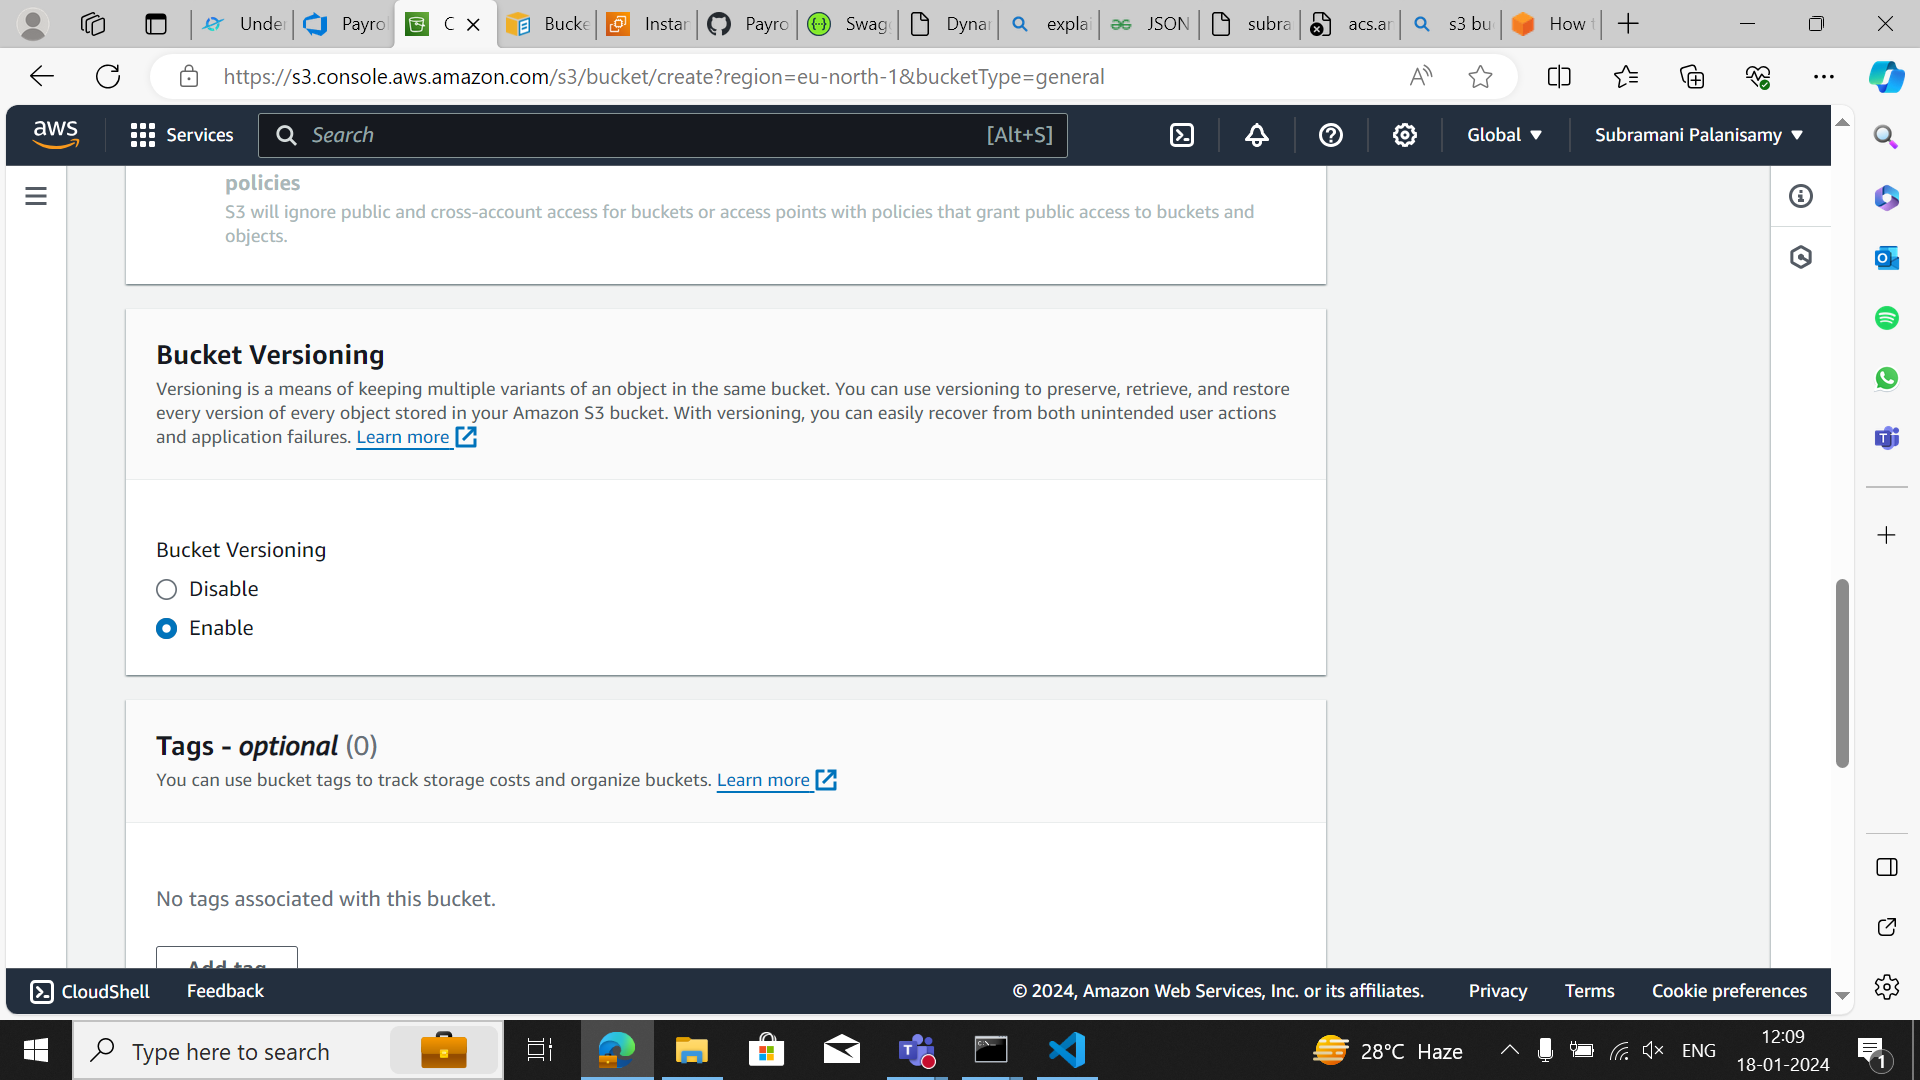 Under
Payrol
C
Bucke
Instan
Payro
Swag
Dynar
explai
JSON
subra
acs.ar
s3 bu
How t
https://s3.console.aws.amazon.com/s3/bucket/create?region=eu-north-1&bucketType=general
aws
Services
Search
[Alt+S]
Global
Subramani Palanisamy
policies
S3 will ignore public and cross-account access for buckets or access points with policies that grant public access to buckets and
objects.
Bucket Versioning
Versioning is a means of keeping multiple variants of an object in the same bucket. You can use versioning to preserve, retrieve, and restore
every version of every object stored in your Amazon S3 bucket. With versioning, you can easily recover from both unintended user actions
and application failures. Learn more
Bucket Versioning
Disable
Enable
Tags - optional (0)
You can use bucket tags to track storage costs and organize buckets. Learn more
No tags associated with this bucket.
Add tag
CloudShell
Feedback
© 2024, Amazon Web Services, Inc. or its affiliates.
Privacy
Terms
Cookie preferences
Type here to search
28°C Haze
ENG
12:09
18-01-2024
1